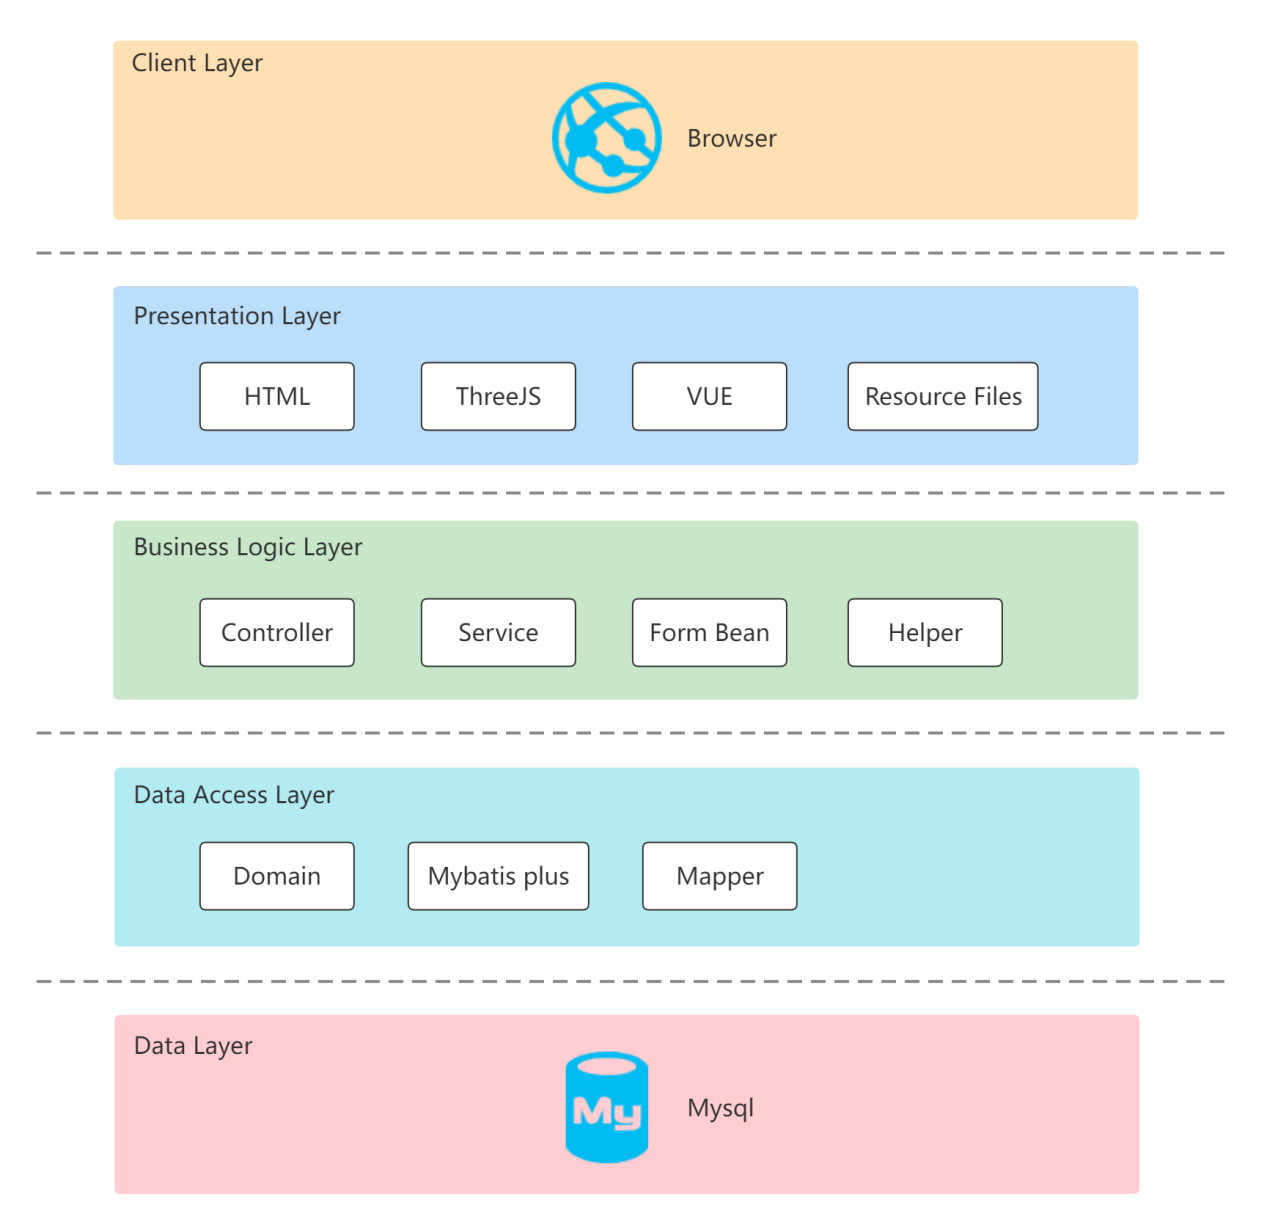 Client Layer
Browser
Presentation Layer
HTML
ThreeJS
VUE
Resource Files
Business Logic Layer
Controller
Service
Form Bean
Helper
Data Access Layer
Domain
Mybatis plus
Mapper
Data Layer
My
Mysql